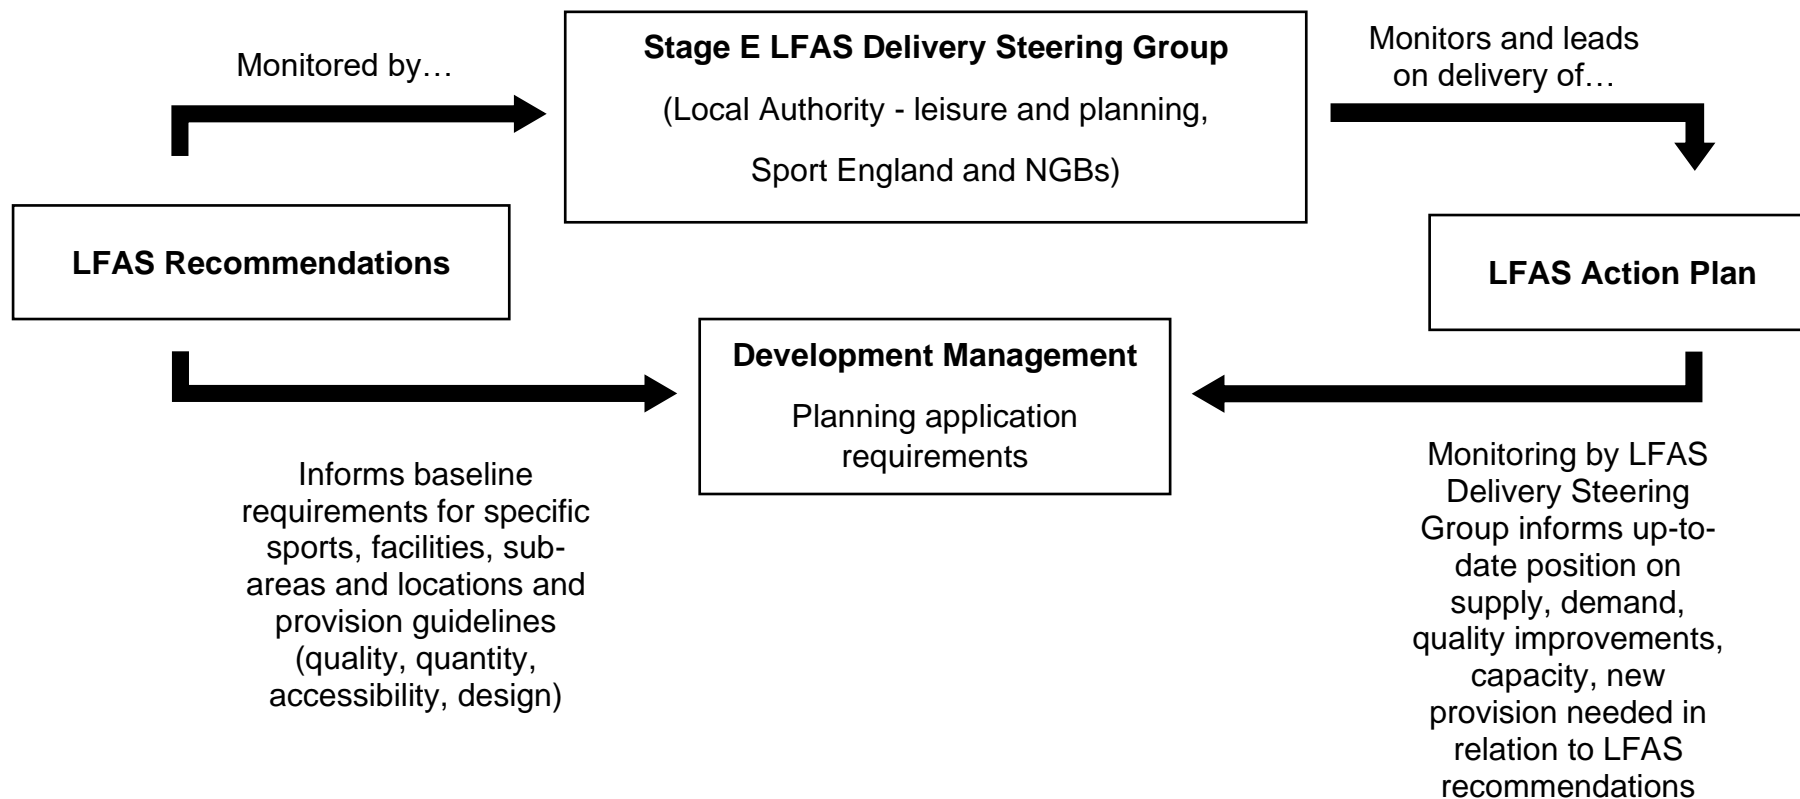 Monitored by…
Stage E LFAS Delivery Steering Group
(Local Authority - leisure and planning,
Sport England and NGBs)
Monitors and leads
on delivery of…
LFAS Recommendations
LFAS Action Plan
Development Management
Planning application
requirements
Informs baseline
requirements for specific
sports, facilities, sub-
areas and locations and
provision guidelines
(quality, quantity,
accessibility, design)
Monitoring by LFAS
Delivery Steering
Group informs up-to-
date position on
supply, demand,
quality improvements,
capacity, new
provision needed in
relation to LFAS
recommendations